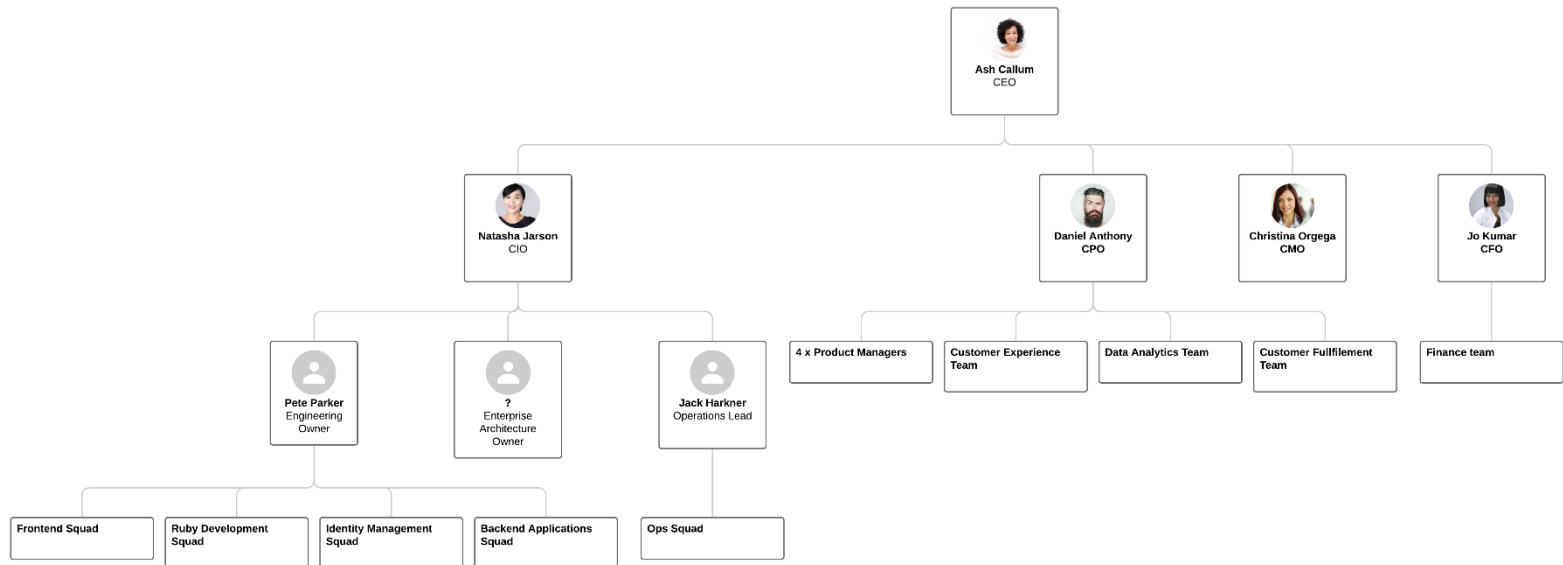 Ash Callum
CEO
Natasha Jarson
CIO
Daniel Anthony
CPO
Christina Orgega
CMO
Jo Kumar
CFO
Pete Parker
Engineering
Owner
?
Enterprise
Architecture
Owner
Jack Harkner
Operations Lead
4 x Product Managers
Customer Experience
Team
Data Analytics Team
Customer Fullfilement
Team
Finance team
Frontend Squad
Ruby Development
Squad
Identity Management
Squad
Backend Applications
Squad
Ops Squad